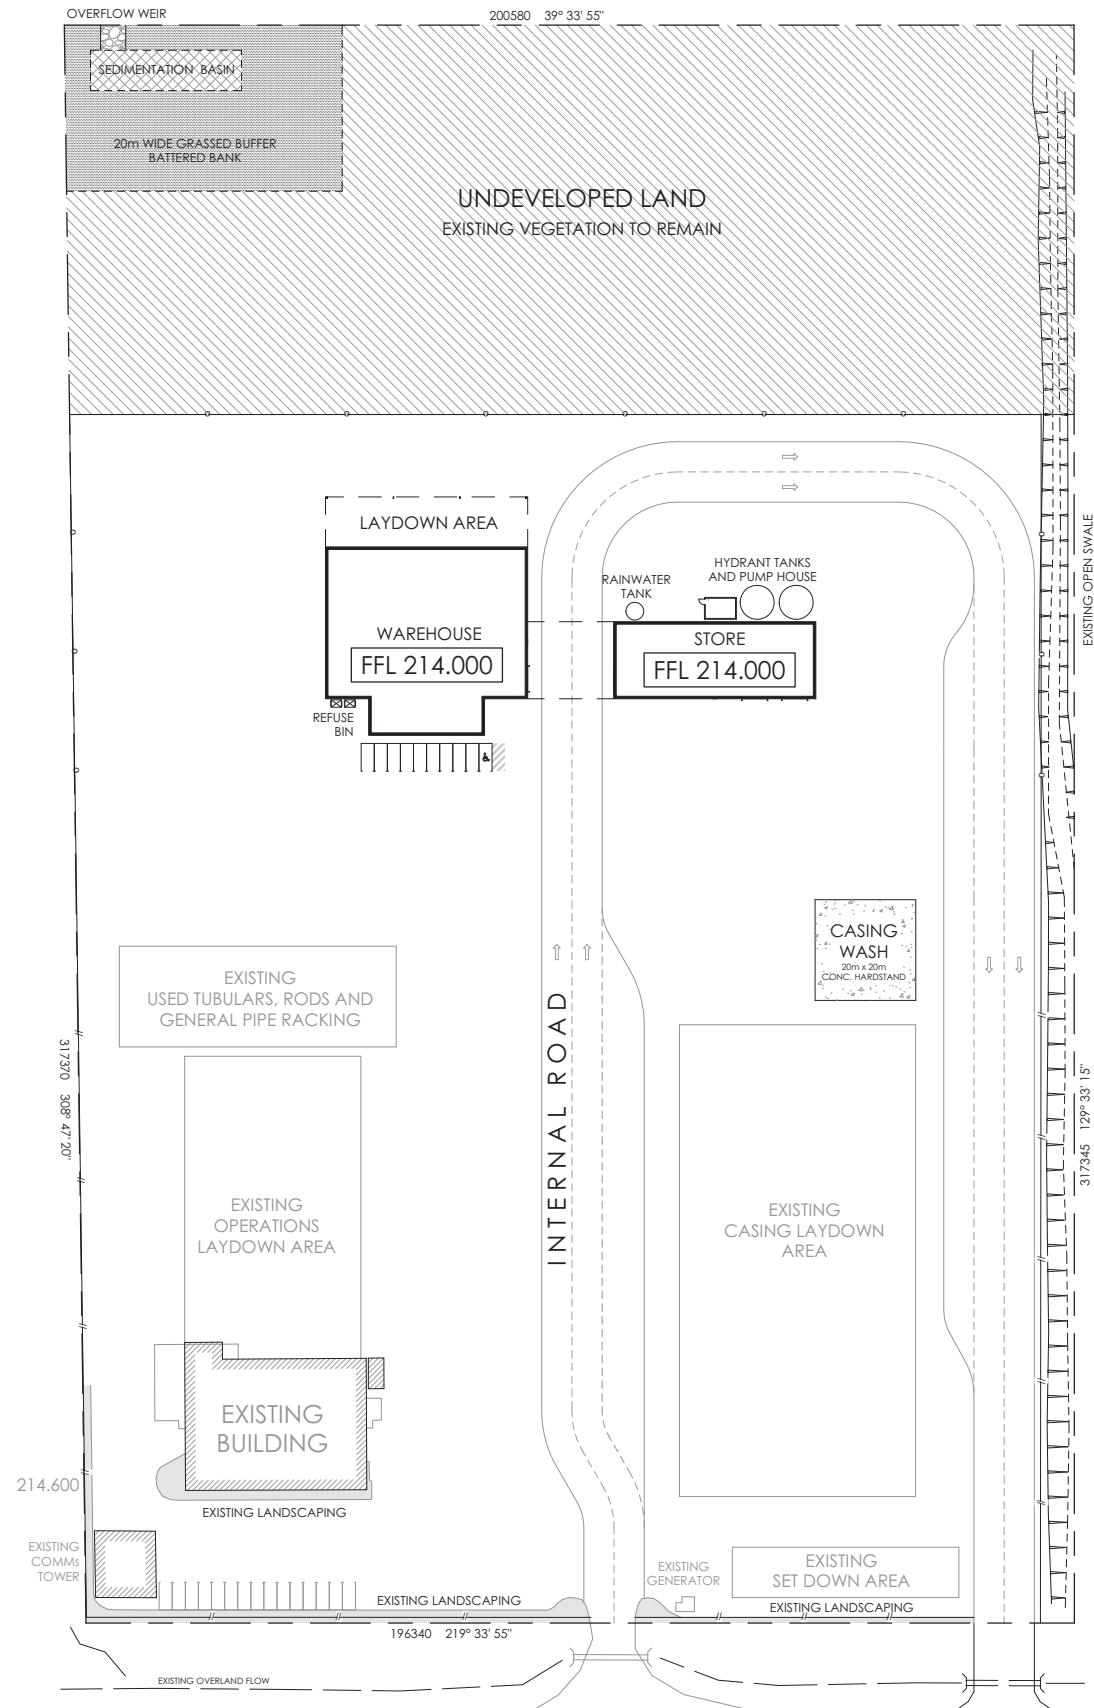 OVERFLOW WEIR
200580 39° 33' 55"
SEDIMENTATION BASIN
20m WIDE GRASSED BUFFER
BATTERED BANK
UNDEVELOPED LAND
EXISTING VEGETATION TO REMAIN
LAYDOWN AREA
EXISTING OPEN SWALE
HYDRANT TANKS
AND PUMP HOUSE
RAINWATER
TANK
WAREHOUSE
FFL 214.000
STORE
FFL 214.000
REFUSE
BIN
CASING
WASH
20m x 20m
CONC. HARDSTAND
EXISTING
USED TUBULARS, RODS AND
GENERAL PIPE RACKING
INTERNAL ROAD
317370 308° 47' 20"
317345 129° 33' 15"
EXISTING
OPERATIONS
LAYDOWN AREA
EXISTING
CASING LAYDOWN
AREA
EXISTING
BUILDING
214.600
EXISTING LANDSCAPING
EXISTING
COMMs
TOWER
EXISTING
GENERATOR
EXISTING
SET DOWN AREA
EXISTING LANDSCAPING
EXISTING LANDSCAPING
196340 219° 33' 55"
EXISTING OVERLAND FLOW